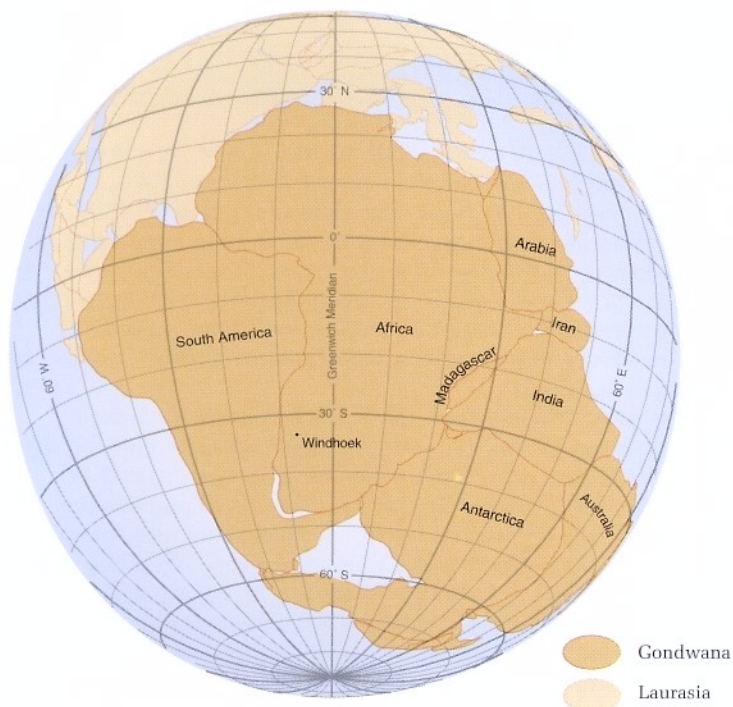 30° N
0°
Arabia
Greenwich Meridian
South America
Africa
Iran
Madagascar
60° W
60° E
India
30° S
Windhoek
Antarctica
Australia
60° S
Gondwana
Laurasia